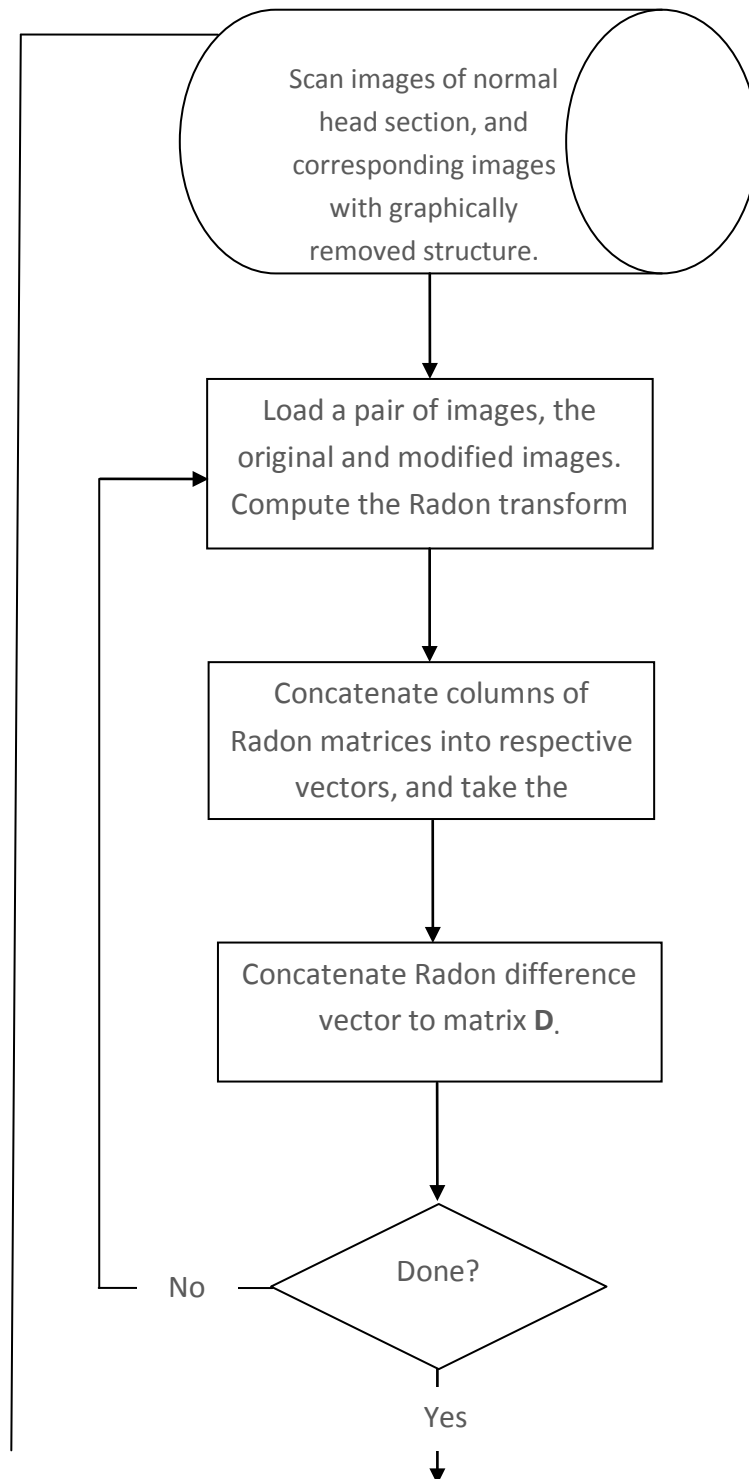 Scan images of normal
head section, and
corresponding images
with graphically
removed structure.
Load a pair of images, the
original and modified images.
Compute the Radon transform
Concatenate columns of
Radon matrices into respective
vectors, and take the
Concatenate Radon difference
vector to matrix D.
Done?
No
Yes